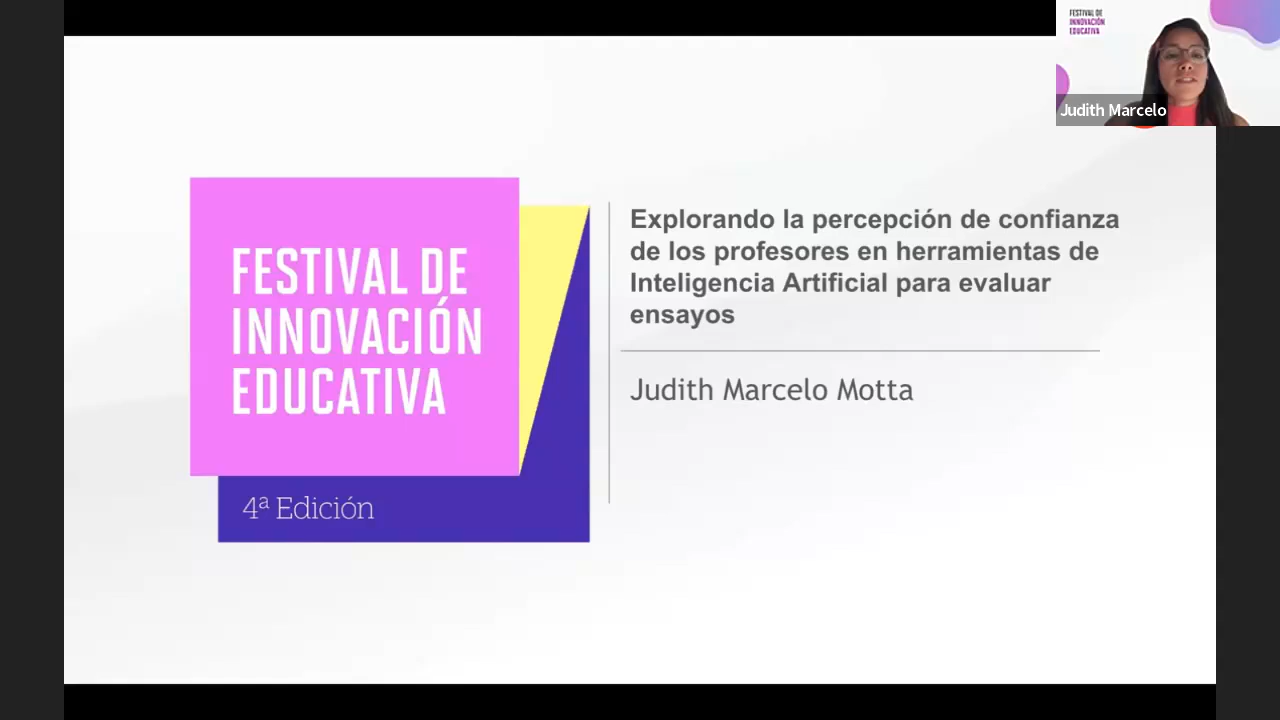 FESTIVAL DE
INNOVACIÓN
EDUCATIVA
Judith Marcelo
FESTIVAL DE
INNOVACIÓN
EDUCATIVA
4ª Edición
Explorando la percepción de confianza
de los profesores en herramientas de
Inteligencia Artificial para evaluar
ensayos
Judith Marcelo Motta